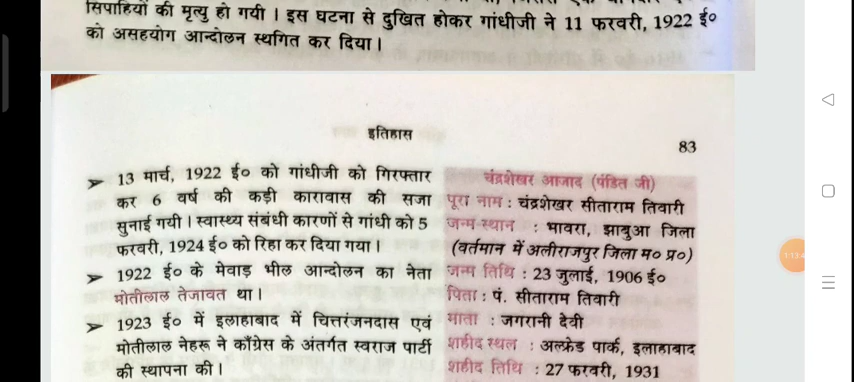 सिपाहियों की मृत्यु हो गयी । इस घटना से दुखित होकर गांधीजी ने 11 फरवरी, 1922 ई०
को असहयोग आन्दोलन स्थगित कर दिया ।
इतिहास
83
➢ 13 मार्च, 1922 ई० को गांधीजी को गिरफ्तार
कर 6 वर्ष की कड़ी कारावास की सजा
सुनाई गयी । स्वास्थ्य संबंधी कारणों से गांधी को 5
फरवरी, 1924 ई० को रिहा कर दिया गया ।
➢ 1922 ई० के मेवाड़ भील आन्दोलन का नेता
मोतीलाल तेजावत था ।
➢ 1923 ई० में इलाहाबाद में चित्तरंजनदास एवं
मोतीलाल नेहरू ने काँग्रेस के अंतर्गत स्वराज पार्टी
की स्थापना की ।
चंद्रशेखर आजाद (पंडित जी)
पूरा नाम : चंद्रशेखर सीताराम तिवारी
जन्म स्थान : भावरा, झाबुआ जिला
(वर्तमान में अलीराजपुर जिला म० प्र०)
जन्म तिथि : 23 जुलाई, 1906 ई०
पिता : पं. सीताराम तिवारी
माता : जगरानी देवी
शहीद स्थल : अल्फ्रेड पार्क, इलाहाबाद
शहीद तिथि : 27 फरवरी, 1931